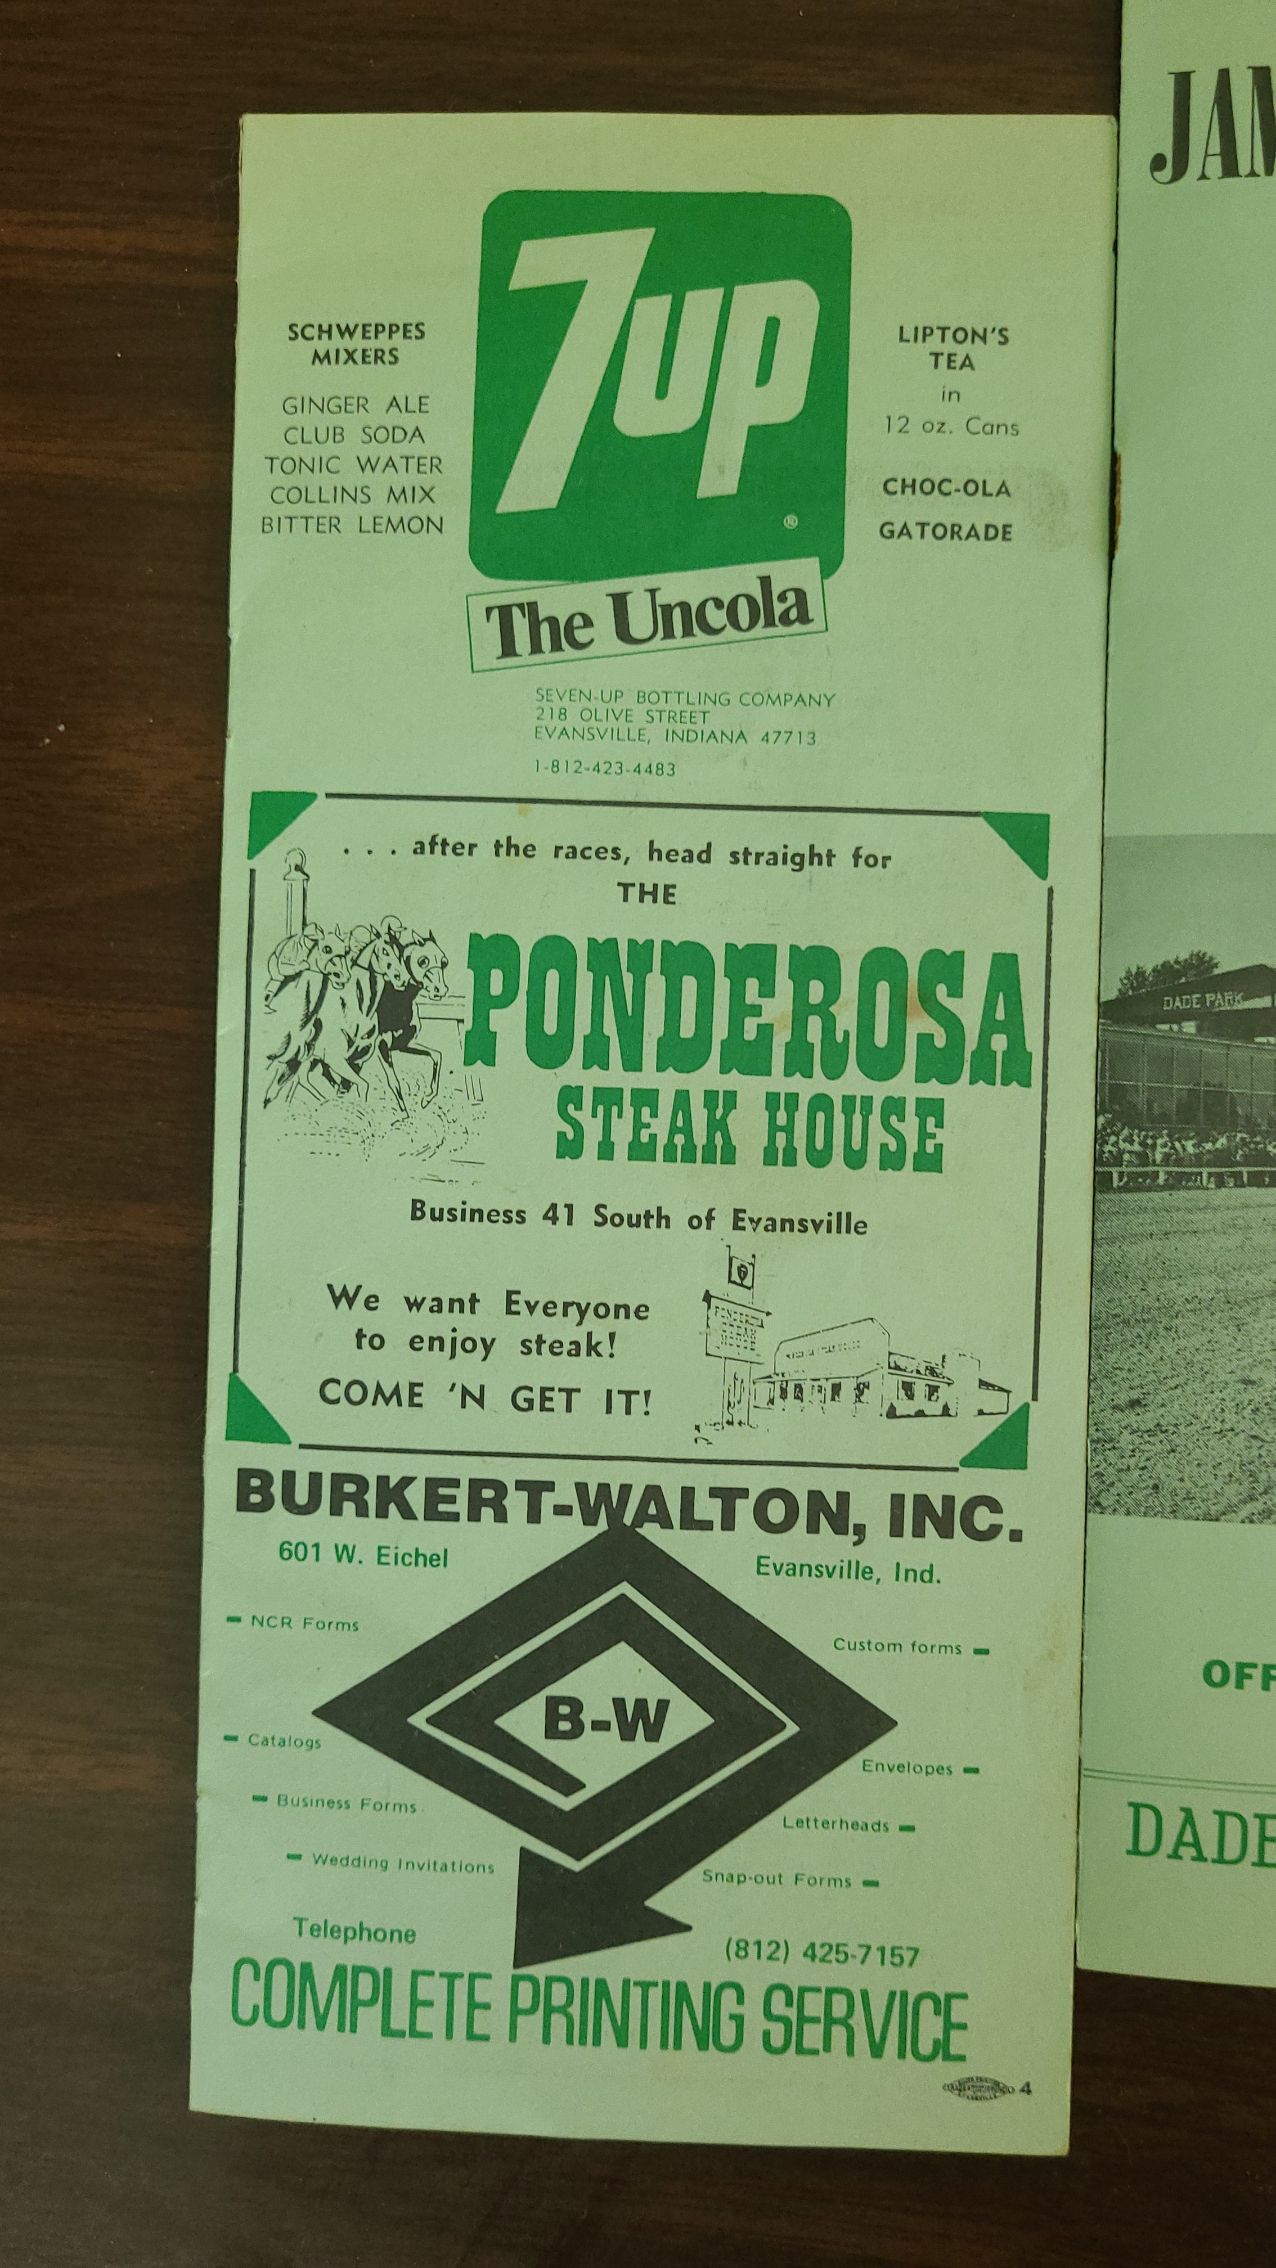 7up
®
The Uncola
SCHWEPPES
MIXERS
GINGER ALE
CLUB SODA
TONIC WATER
COLLINS MIX
BITTER LEMON
LIPTON'S
TEA
in
12 oz. Cans
CHOC-OLA
GATORADE
SEVEN-UP BOTTLING COMPANY
218 OLIVE STREET
EVANSVILLE, INDIANA 47713
1-812-423-4483
. . . after the races, head straight for
THE
PONDEROSA
STEAK HOUSE
Business 41 South of Evansville
We want Everyone
to enjoy steak!
COME 'N GET IT!
BURKERT-WALTON, INC.
601 W. Eichel
Evansville, Ind.
NCR Forms
Custom forms
B-W
Catalogs
Envelopes
Business Forms
Letterheads
Wedding Invitations
Snap-out Forms
Telephone
(812) 425-7157
COMPLETE PRINTING SERVICE
4
JAM
DADE PARK
OFF
DADE